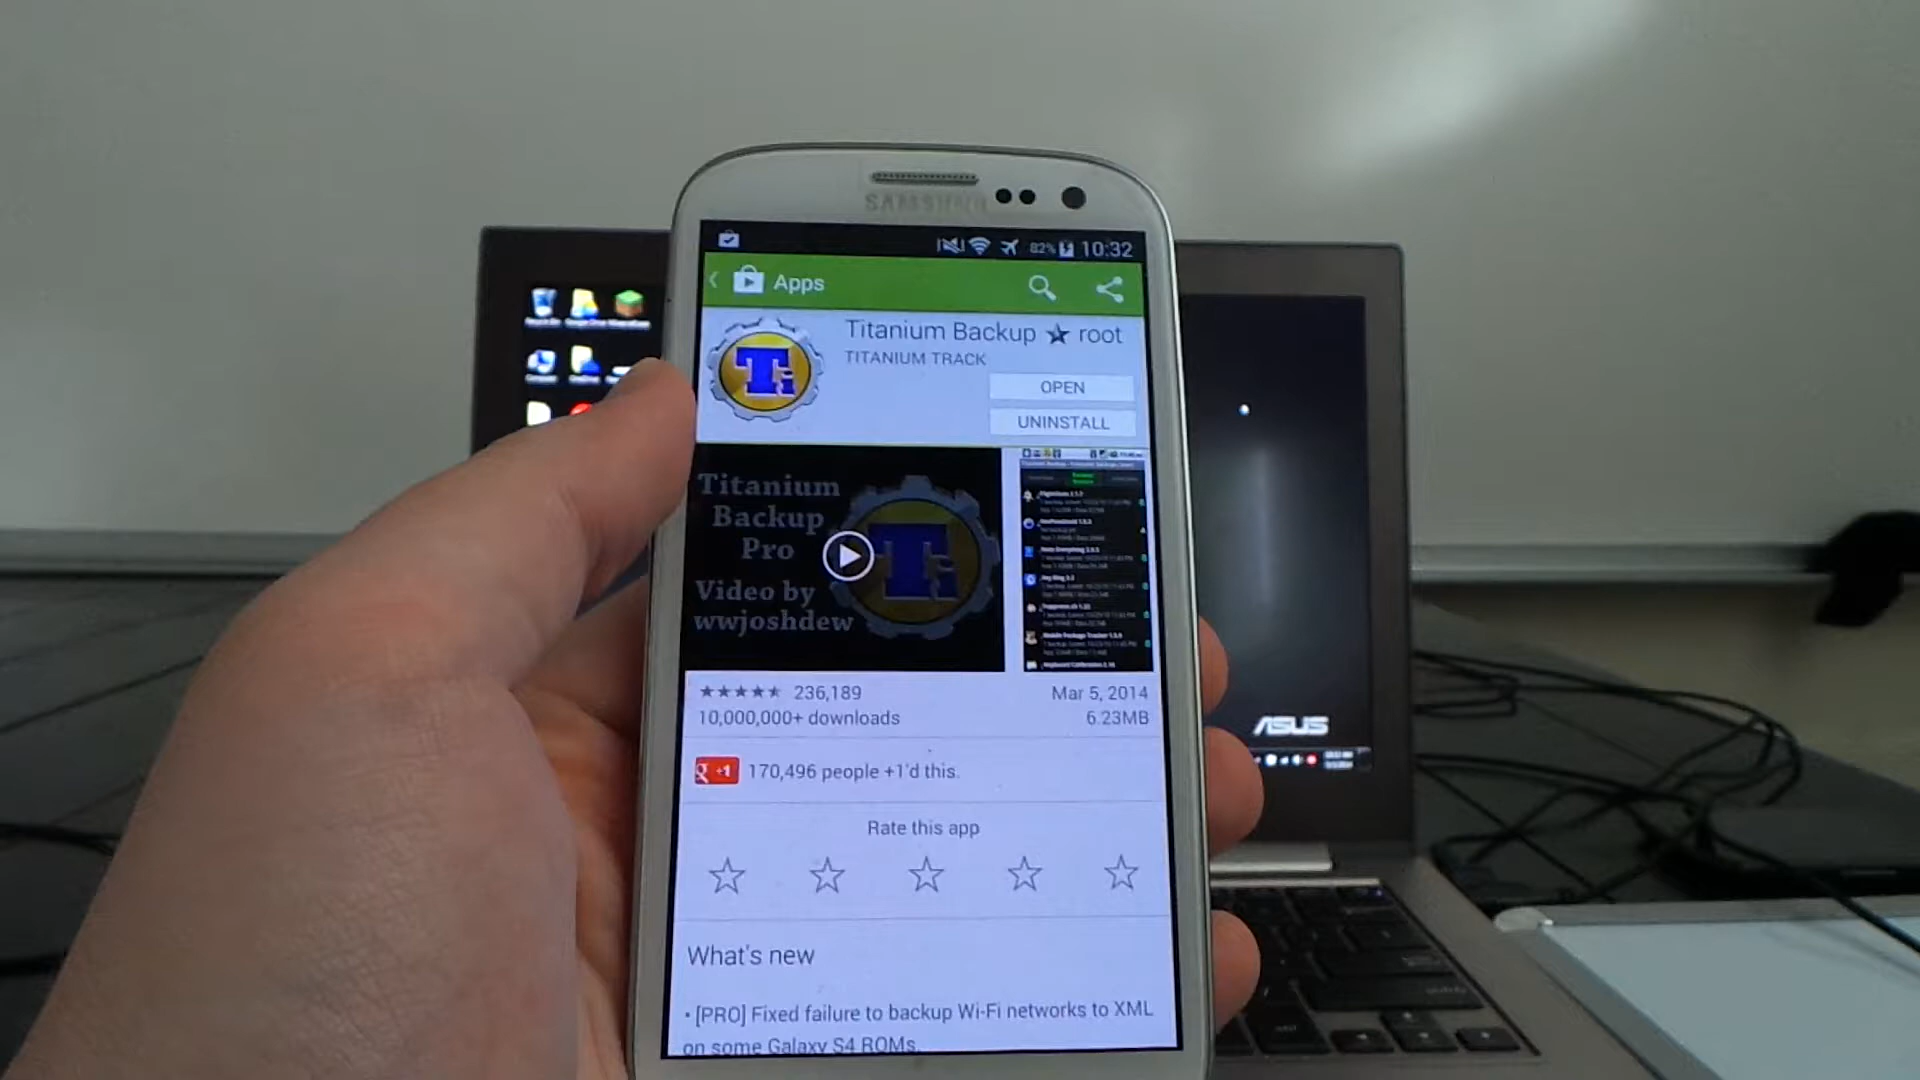 SAMSUNG
82% 10:32
Apps
Titanium Backup ★ root
TITANIUM TRACK
OPEN
UNINSTALL
Titanium
Backup
Pro
Video by
wwjoshdew
236,189
Mar 5, 2014
10,000,000+ downloads
6.23MB
g +1 170,496 people +1'd this.
Rate this app
What's new
• [PRO] Fixed failure to backup Wi-Fi networks to XML
on some Galaxy S4 ROMs.
ASUS